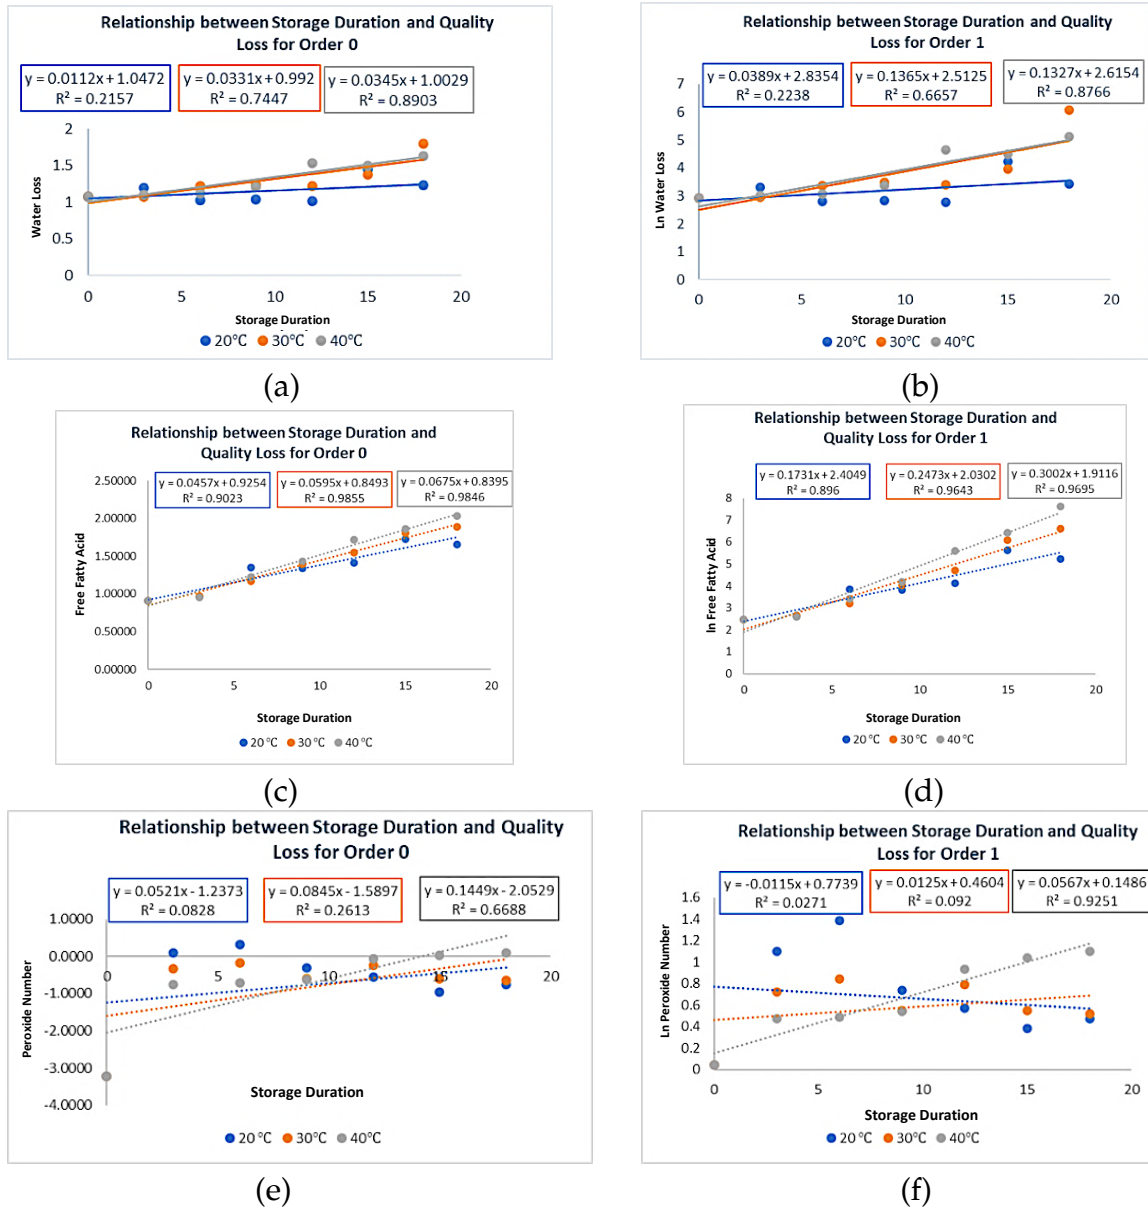 Relationship between Storage Duration and Quality
Loss for Order 0
y = 0.0112x + 1.0472
R² = 0.2157
y = 0.0331x + 0.992
R² = 0.7447
y = 0.0345x + 1.0029
R² = 0.8903
2
1.5
1
0.5
0
Water Loss
0 5 10 15 20
Storage Duration
20°C 30°C 40°C
(a)
Relationship between Storage Duration and Quality
Loss for Order 1
y = 0.0389x + 2.8354
R² = 0.2238
y = 0.1365x + 2.5125
R² = 0.6657
y = 0.1327x + 2.6154
R² = 0.8766
7
6
5
4
3
2
1
0
Ln Water Loss
0 5 10 15 20
Storage Duration
20°C 30°C 40°C
(b)
Relationship between Storage Duration and
Quality Loss for Order 0
y = 0.0457x + 0.9254
R² = 0.9023
y = 0.0595x + 0.8493
R² = 0.9855
y = 0.0675x + 0.8395
R² = 0.9846
2.50000
2.00000
1.50000
1.00000
0.50000
0.00000
Free Fatty Acid
0 5 10 15 20
Storage Duration
20 °C 30 °C 40 °C
(c)
Relationship between Storage Duration and
Quality Loss for Order 1
y = 0.1731x + 2.4049
R² = 0.896
y = 0.2473x + 2.0302
R² = 0.9643
y = 0.3002x + 1.9116
R² = 0.9695
8
7
6
5
4
3
2
1
0
ln Free Fatty Acid
0 5 10 15 20
Storage Duration
20 °C 30 °C 40 °C
(d)
Relationship between Storage Duration and Quality
Loss for Order 0
y = 0.0521x - 1.2373
R² = 0.0828
y = 0.0845x - 1.5897
R² = 0.2613
y = 0.1449x - 2.0529
R² = 0.6688
1.0000
0.0000
-1.0000
-2.0000
-3.0000
-4.0000
Peroxide Number
0 5 10 15 20
Storage Duration
20 °C 30°C 40°C
(e)
Relationship between Storage Duration and Quality
Loss for Order 1
y = -0.0115x + 0.7739
R² = 0.0271
y = 0.0125x + 0.4604
R² = 0.092
y = 0.0567x + 0.1486
R² = 0.9251
1.6
1.4
1.2
1
0.8
0.6
0.4
0.2
0
Ln Peroxide Number
0 5 10 15 20
Storage Duration
20 °C 30°C 40°C
(f)